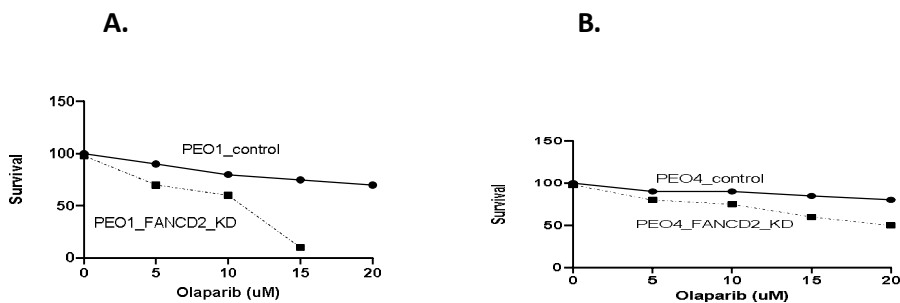 A.
150
100
50
0
Survival
PEO1_control
PEO1_FANCD2_KD
0 5 10 15 20
Olaparib (uM)
B.
150
100
50
0
Survival
PEO4_control
PEO4_FANCD2_KD
0 5 10 15 20
Olaparib (uM)